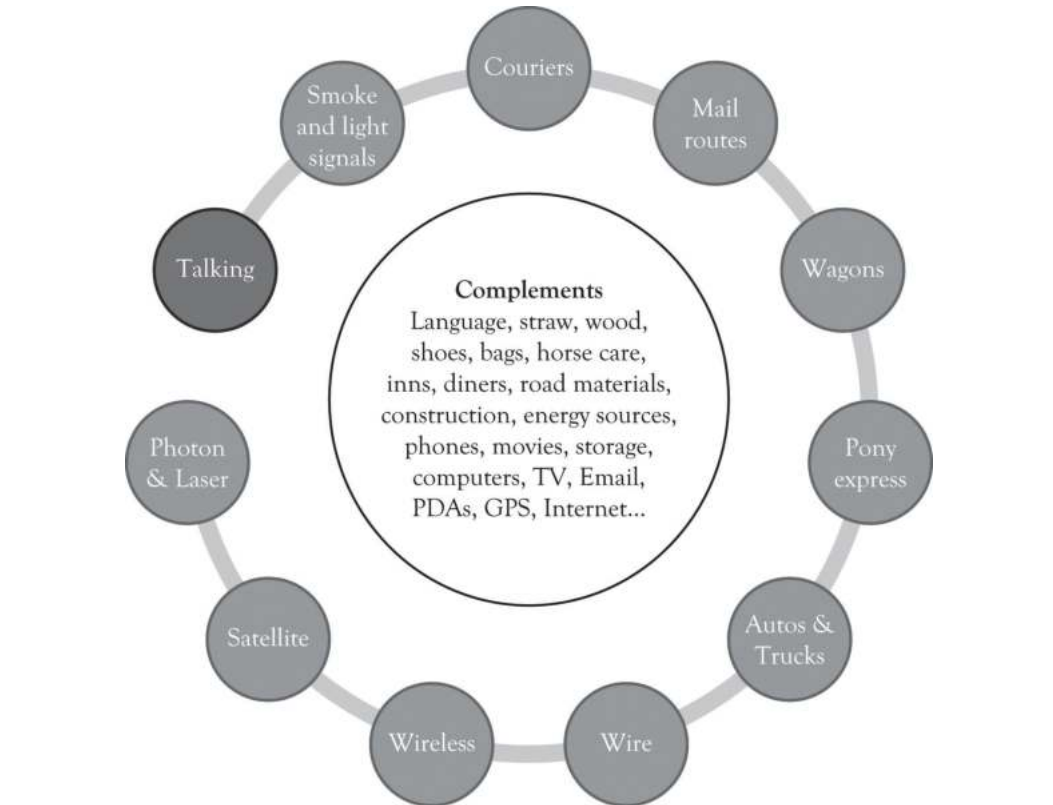 Couriers
Smoke
and light
signals
Mail
routes
Talking
Wagons
Complements
Language, straw, wood,
shoes, bags, horse care,
inns, diners, road materials,
construction, energy sources,
phones, movies, storage,
computers, TV, Email,
PDAs, GPS, Internet...
Photon
& Laser
Pony
express
Satellite
Autos &
Trucks
Wireless
Wire